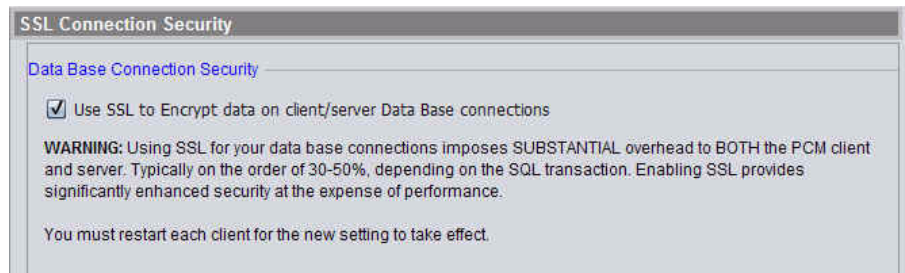 SSL Connection Security
Data Base Connection Security
Use SSL to Encrypt data on client/server Data Base connections
WARNING: Using SSL for your data base connections imposes SUBSTANTIAL overhead to BOTH the PCM client
and server. Typically on the order of 30-50%, depending on the SQL transaction. Enabling SSL provides
significantly enhanced security at the expense of performance.
You must restart each client for the new setting to take effect.